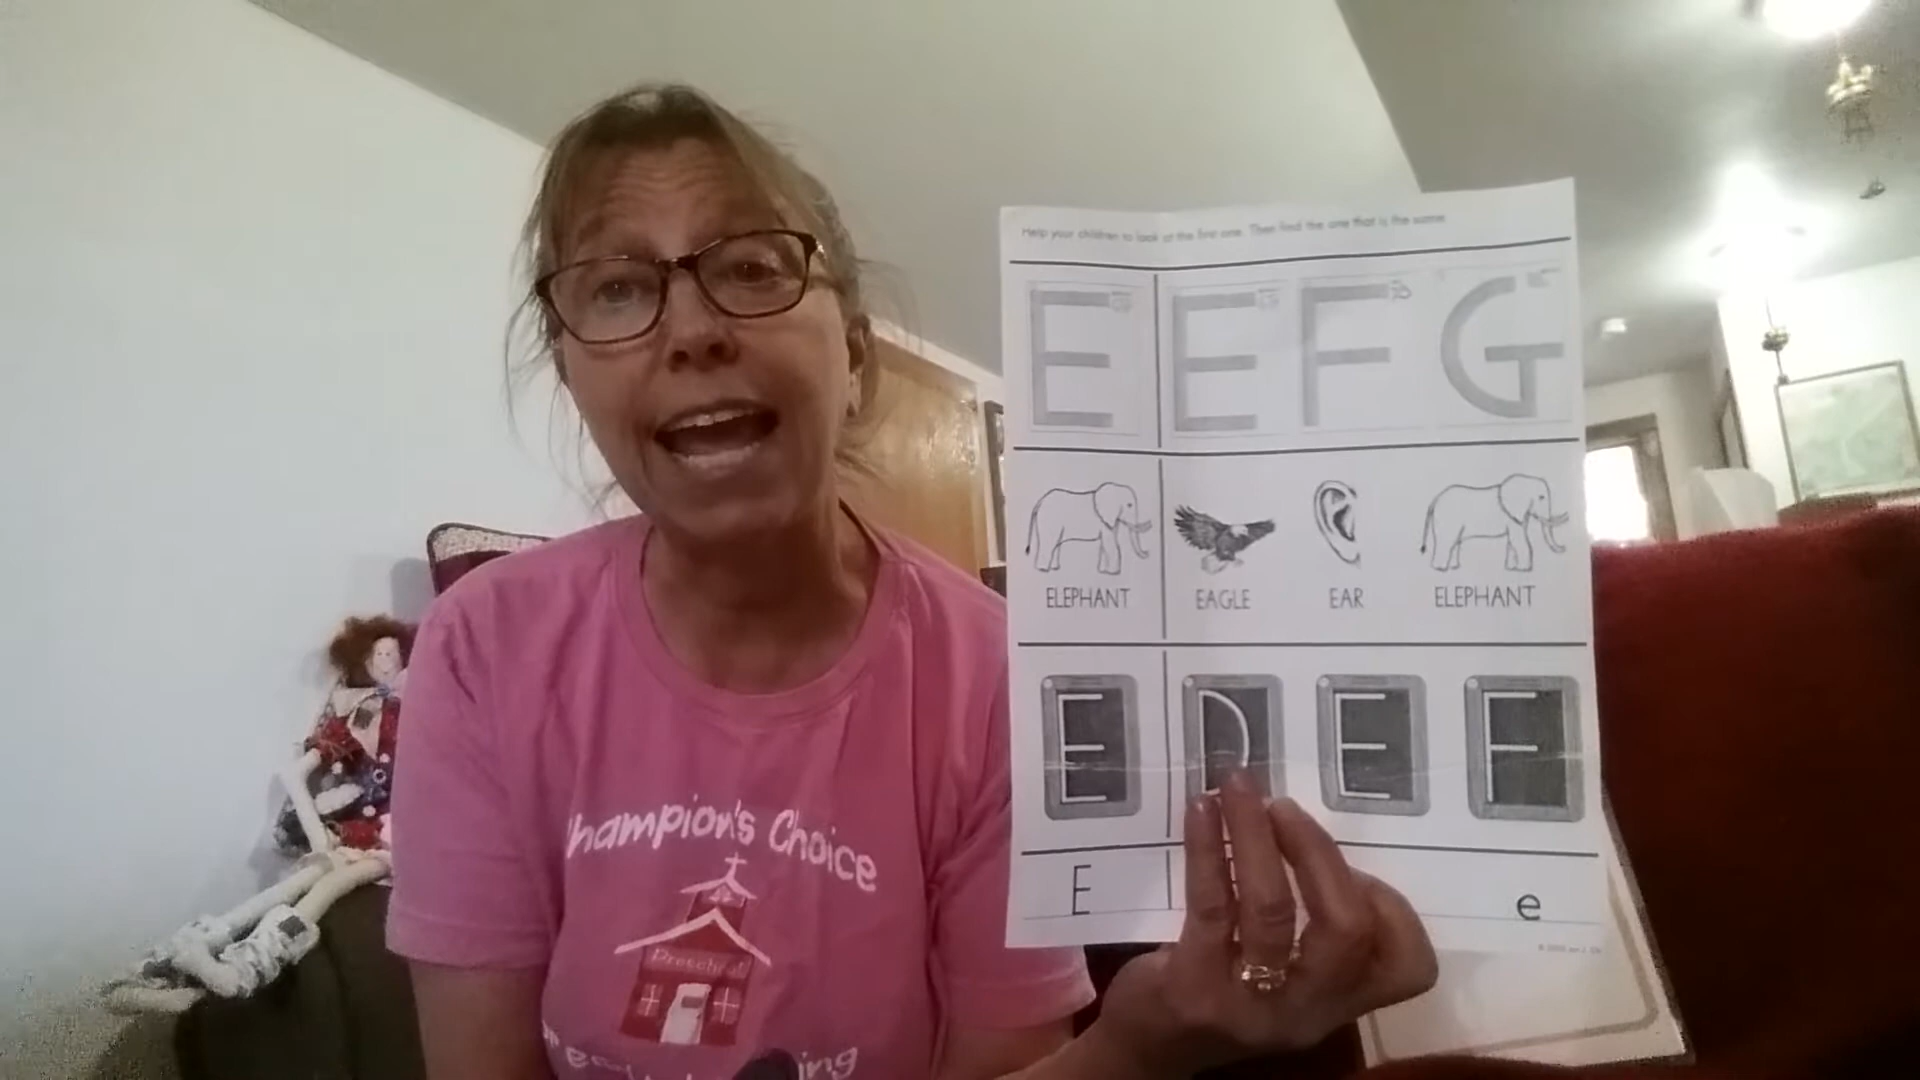 Help your children to look at the first one. Then find the one that is the same
E E F G
ELEPHANT EAGLE EAR ELEPHANT
E D E F
E e
Champion's Choice
Preschool